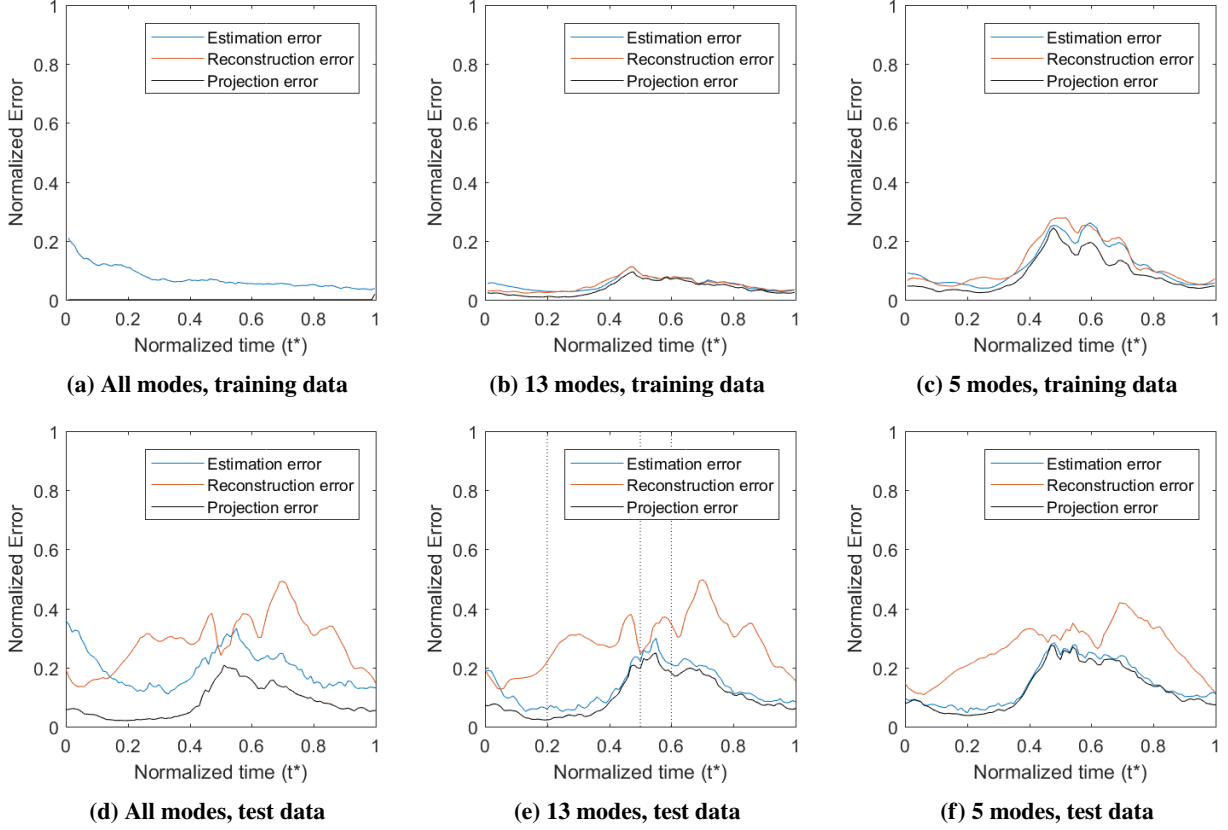 1
0.8
0.6
0.4
0.2
0
Normalized Error
Estimation error
Reconstruction error
Projection error
0 0.2 0.4 0.6 0.8 1
Normalized time (t*)
(a) All modes, training data
1
0.8
0.6
0.4
0.2
0
Normalized Error
Estimation error
Reconstruction error
Projection error
0 0.2 0.4 0.6 0.8 1
Normalized time (t*)
(b) 13 modes, training data
1
0.8
0.6
0.4
0.2
0
Normalized Error
Estimation error
Reconstruction error
Projection error
0 0.2 0.4 0.6 0.8 1
Normalized time (t*)
(c) 5 modes, training data
1
0.8
0.6
0.4
0.2
0
Normalized Error
Estimation error
Reconstruction error
Projection error
0 0.2 0.4 0.6 0.8 1
Normalized time (t*)
(d) All modes, test data
1
0.8
0.6
0.4
0.2
0
Normalized Error
Estimation error
Reconstruction error
Projection error
0 0.2 0.4 0.6 0.8 1
Normalized time (t*)
(e) 13 modes, test data
1
0.8
0.6
0.4
0.2
0
Normalized Error
Estimation error
Reconstruction error
Projection error
0 0.2 0.4 0.6 0.8 1
Normalized time (t*)
(f) 5 modes, test data